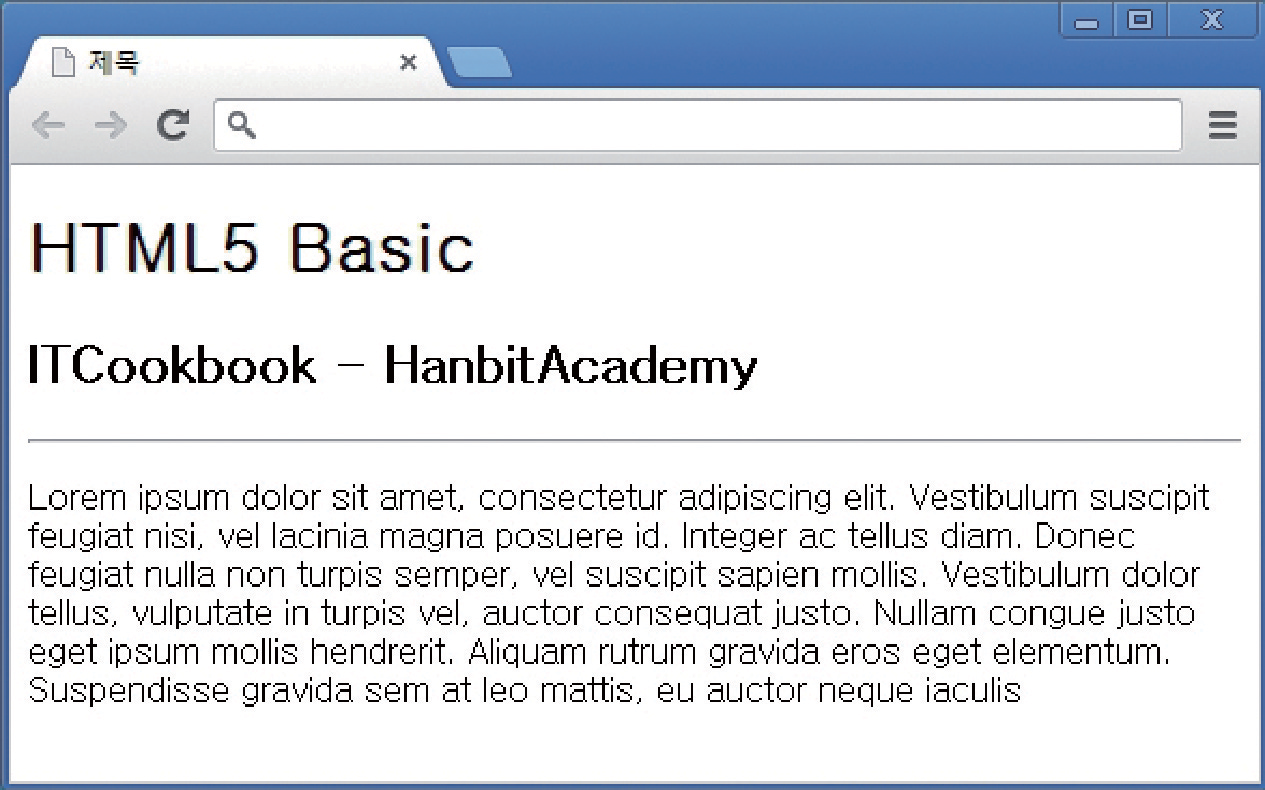 제목
HTML5 Basic
ITCookbook - HanbitAcademy
Lorem ipsum dolor sit amet, consectetur adipiscing elit. Vestibulum suscipit
feugiat nisi, vel lacinia magna posuere id. Integer ac tellus diam. Donec
feugiat nulla non turpis semper, vel suscipit sapien mollis. Vestibulum dolor
tellus, vulputate in turpis vel, auctor consequat justo. Nullam congue justo
eget ipsum mollis hendrerit. Aliquam rutrum gravida eros eget elementum.
Suspendisse gravida sem at leo mattis, eu auctor neque iaculis